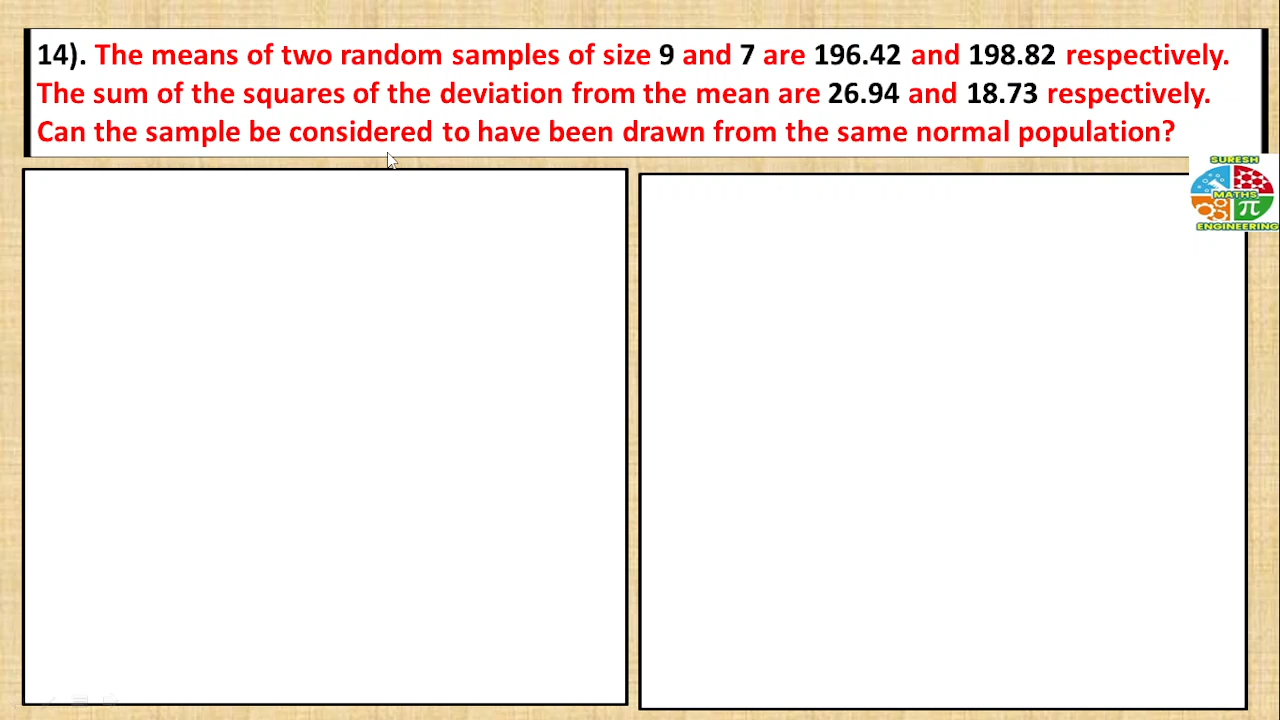 14). The means of two random samples of size 9 and 7 are 196.42 and 198.82 respectively.
The sum of the squares of the deviation from the mean are 26.94 and 18.73 respectively.
Can the sample be considered to have been drawn from the same normal population?
SURESH
MATHS
π
ENGINEERING